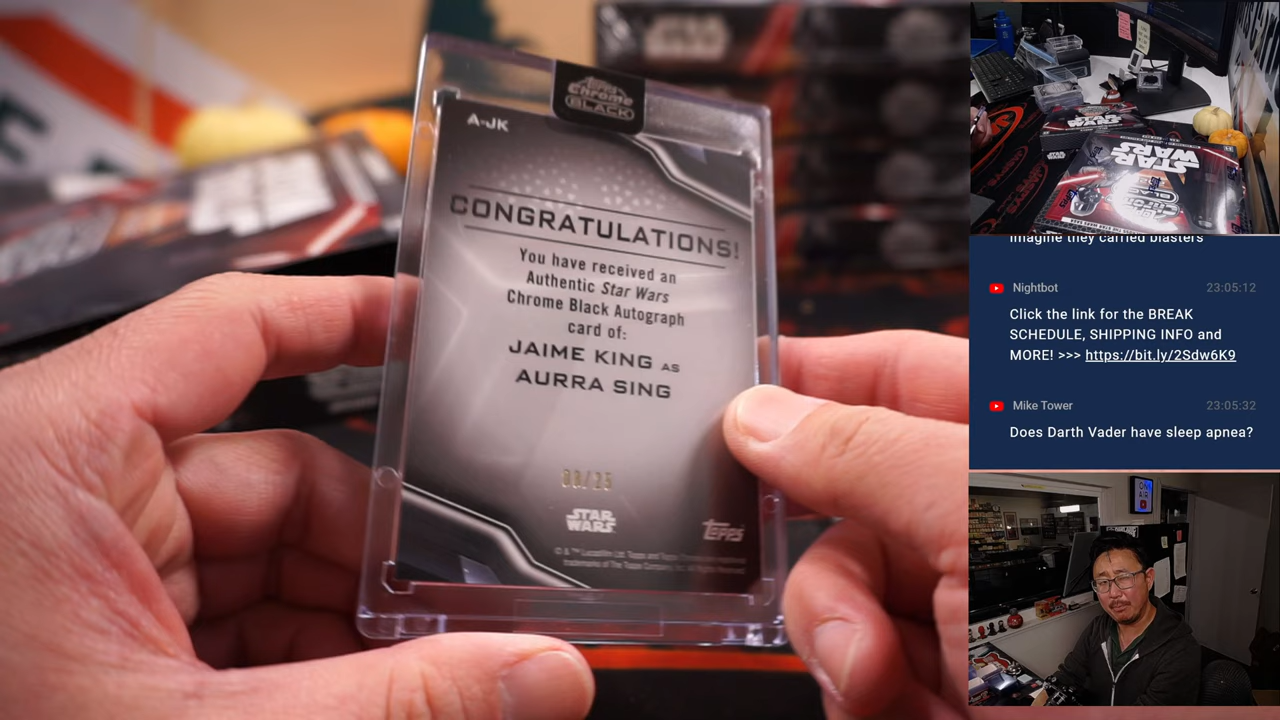 Topps
Chrome
BLACK
A-JK
CONGRATULATIONS!
You have received an
Authentic Star Wars
Chrome Black Autograph
card of:
JAIME KING AS
AURRA SING
STAR
WARS
TOPPS
STAR
WARS
imagine they carried blasters
Nightbot 23:05:12
Click the link for the BREAK
SCHEDULE, SHIPPING INFO and
MORE! >>> https://bit.ly/2Sdw6K9
Mike Tower 23:05:32
Does Darth Vader have sleep apnea?
ON
AIR